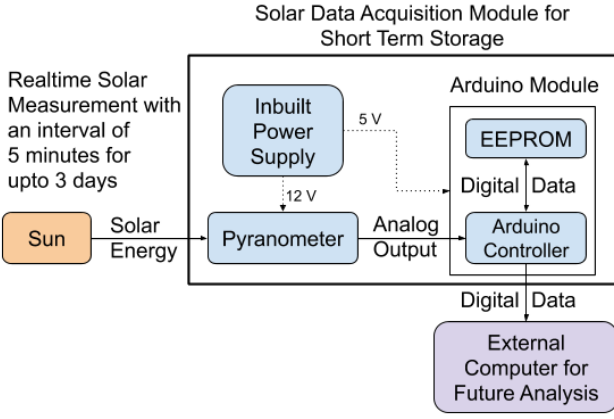 Solar Data Acquisition Module for
Short Term Storage
Realtime Solar
Measurement with
an interval of
5 minutes for
upto 3 days
Inbuilt
Power
Supply
5 V
12 V
Arduino Module
EEPROM
Digital Data
Sun
Solar
Energy
Pyranometer
Analog
Output
Arduino
Controller
Digital Data
External
Computer for
Future Analysis